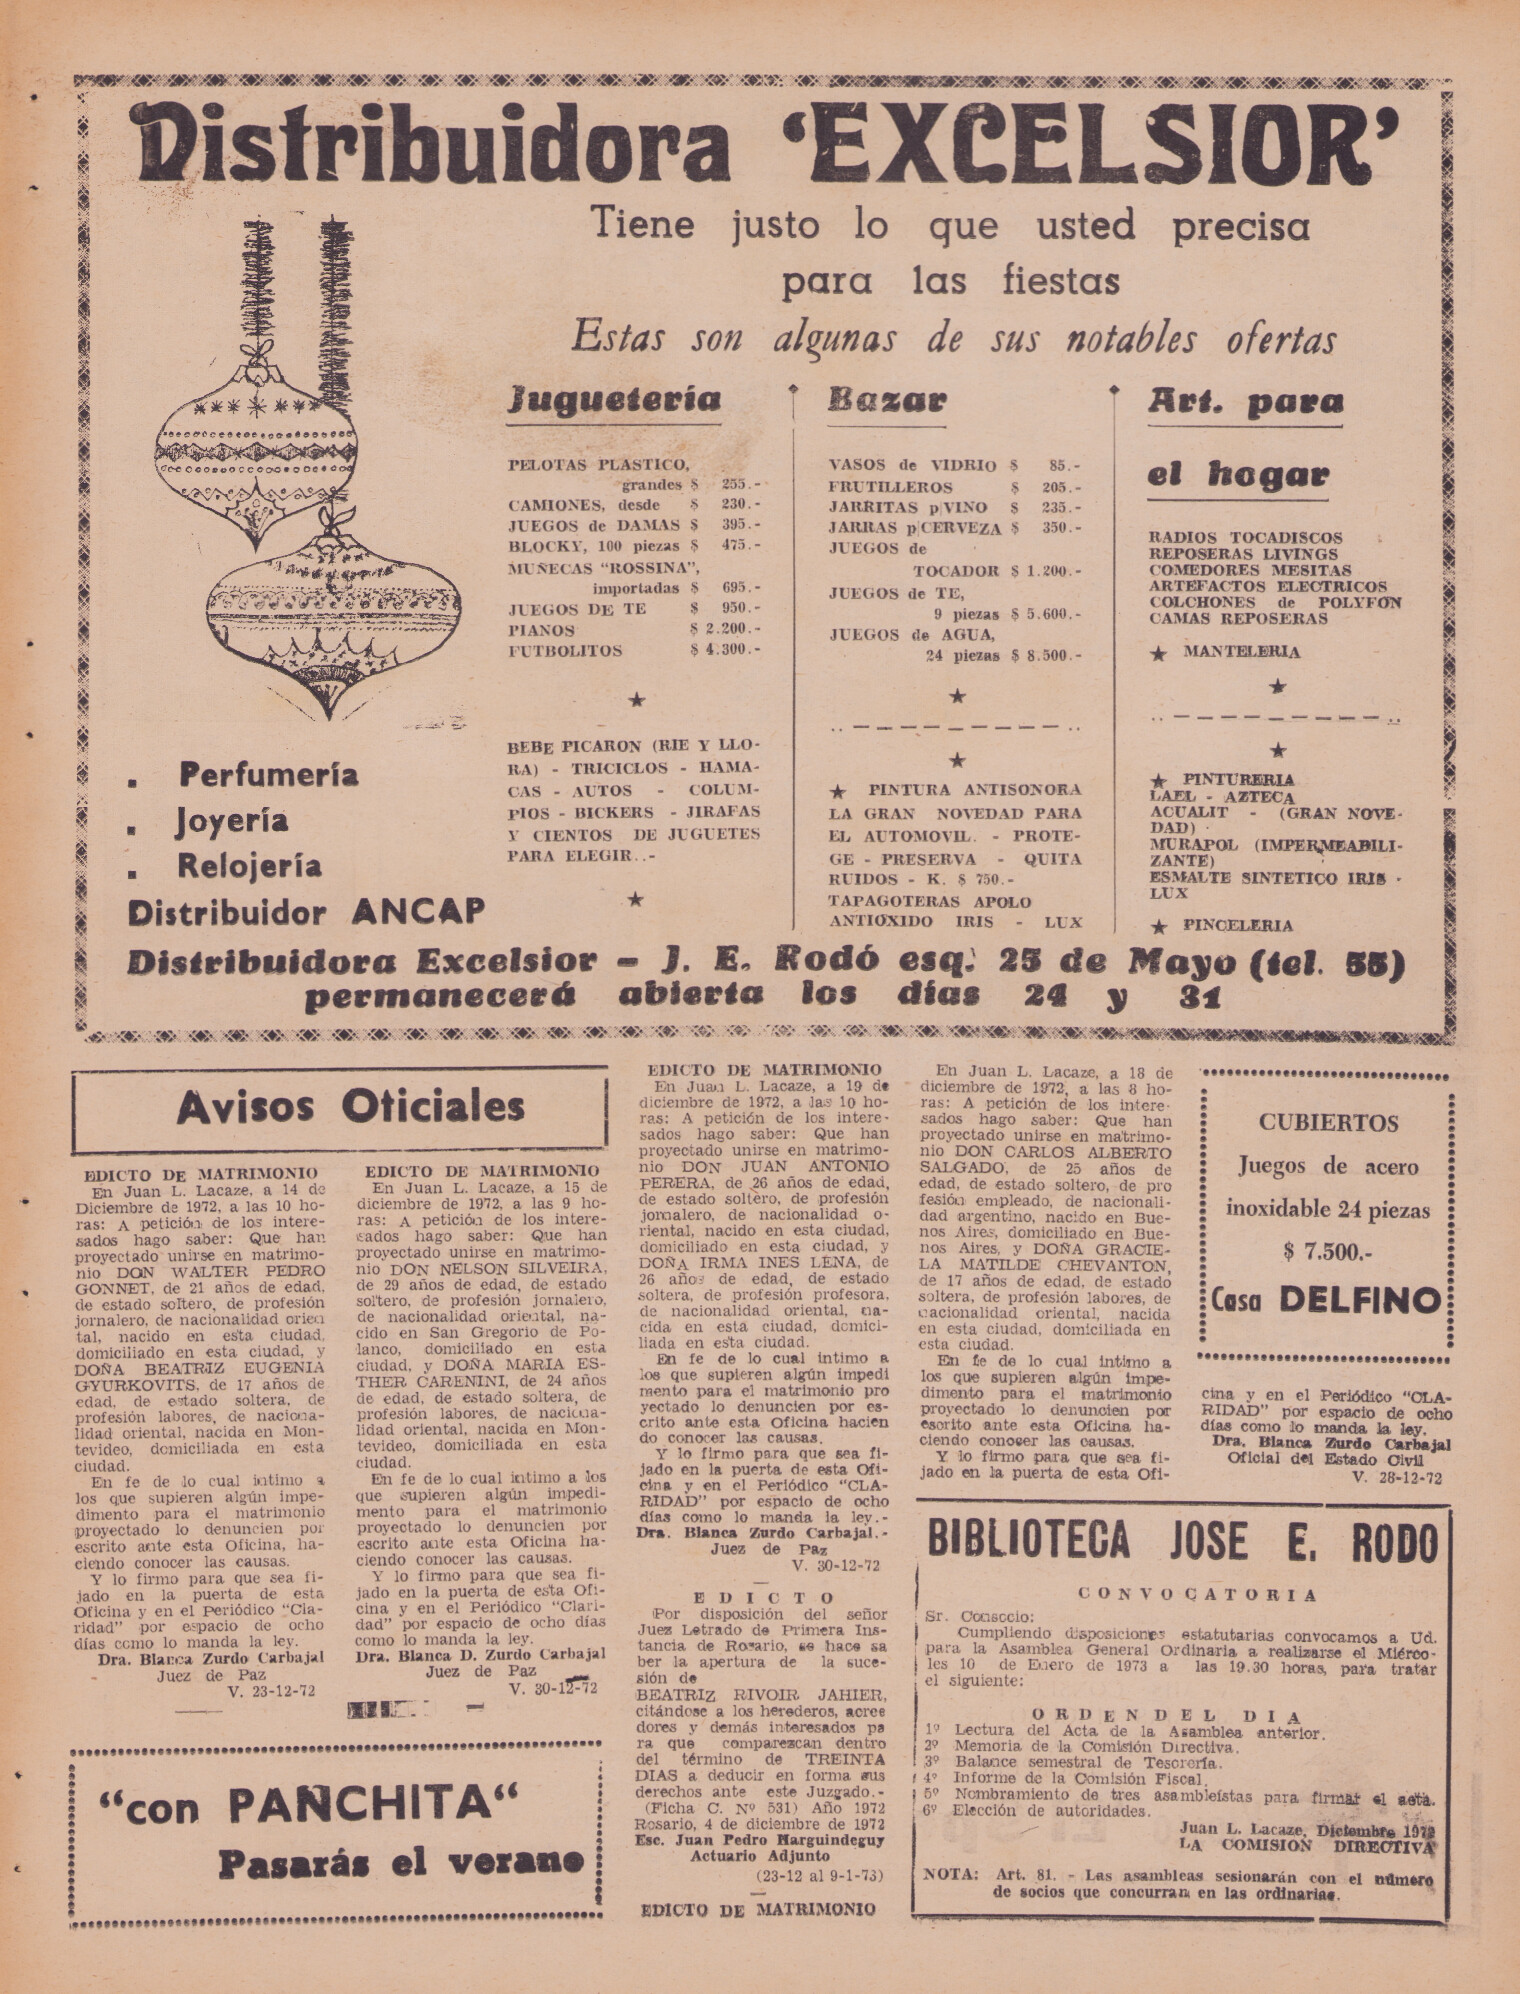 Distribuidora ‘EXCELSIOR’
Tiene justo lo que usted precisa
para las fiestas
Estas son algunas de sus notables ofertas
Juguetería
PELOTAS PLASTICO,
grandes $ 255.-
CAMIONES, desde $ 230.-
JUEGOS de DAMAS $ 395.-
BLOCKY, 100 piezas $ 475.-
MUÑECAS "ROSSINA",
importadas $ 695.-
JUEGOS DE TE $ 950.-
PIANOS $ 2.200.-
FUTBOLITOS $ 4.300.-
BEBE PICARON (RIE Y LLO-
RA) - TRICICLOS - HAMA-
CAS - AUTOS - COLUM-
PIOS - BICKERS - JIRAFAS
Y CIENTOS DE JUGUETES
PARA ELEGIR..-
Bazar
VASOS de VIDRIO $ 85.-
FRUTILLEROS $ 205.-
JARRITAS p|VINO $ 235.-
JARRAS p|CERVEZA $ 350.-
JUEGOS de
TOCADOR $ 1.200.-
JUEGOS de TE,
9 piezas $ 5.600.-
JUEGOS de AGUA,
24 piezas $ 8.500.-
★ PINTURA ANTISONORA
LA GRAN NOVEDAD PARA
EL AUTOMOVIL. - PROTE-
GE - PRESERVA - QUITA
RUIDOS - K. $ 750.-
TAPAGOTERAS APOLO
ANTIOXIDO IRIS - LUX
Art. para
el hogar
RADIOS TOCADISCOS
REPOSERAS LIVINGS
COMEDORES MESITAS
ARTEFACTOS ELECTRICOS
COLCHONES de POLYFON
CAMAS REPOSERAS
★ MANTELERIA
★ PINTURERIA
LAEL - AZTECA
ACUALIT - (GRAN NOVE-
DAD) .
MURAPOL (IMPERMEABILI-
ZANTE)
ESMALTE SINTETICO IRIS -
LUX
★ PINCELERIA
. Perfumería
. Joyería
. Relojería
Distribuidor ANCAP
Distribuidora Excelsior - J. E. Rodó esq. 25 de Mayo (tel. 55)
permanecerá abierta los días 24 y 31
Avisos Oficiales
EDICTO DE MATRIMONIO
En Juan L. Lacaze, a 14 de
Diciembre de 1972, a las 10 ho-
ras: A petición de los intere-
sados hago saber: Que han
proyectado unirse en matrimo-
nio DON WALTER PEDRO
GONNET, de 21 años de edad,
de estado soltero, de profesión
jornalero, de nacionalidad orien
tal, nacido en esta ciudad,
domiciliado en esta ciudad, y
DOÑA BEATRIZ EUGENIA
GYURKOVITS, de 17 años de
edad, de estado soltera, de
profesión labores, de naciona-
lidad oriental, nacida en Mon-
tevideo, domiciliada en esta
ciudad.
En fe de lo cual intimo a
los que supieren algún impe-
dimento para el matrimonio
proyectado lo denuncien por
escrito ante esta Oficina, ha-
ciendo conocer las causas.
Y lo firmo para que sea fi-
jado en la puerta de esta
Oficina y en el Periódico "Cla-
ridad" por espacio de ocho
días como lo manda la ley.
Dra. Blanca Zurdo Carbajal
Juez de Paz
V. 23-12-72
EDICTO DE MATRIMONIO
En Juan L. Lacaze, a 15 de
diciembre de 1972, a las 9 ho-
ras: A petición de los intere-
sados hago saber: Que han
proyectado unirse en matrimo-
nio DON NELSON SILVEIRA,
de 29 años de edad, de estado
soltero, de profesión jornalero,
de nacionalidad oriental, na-
cido en San Gregorio de Po-
lanco, domiciliado en esta
ciudad, y DOÑA MARIA ES-
THER CARENINI, de 24 años
de edad, de estado soltera, de
profesión labores, de naciona-
lidad oriental, nacida en Mon-
tevideo, domiciliada en esta
ciudad.
En fe de lo cual intimo a los
que supieren algún impedi-
mento para el matrimonio
proyectado lo denuncien por
escrito ante esta Oficina ha-
ciendo conocer las causas.
Y lo firmo para que sea fi-
jado en la puerta de esta Ofi-
cina y en el Periódico "Clari-
dad" por espacio de ocho días
como lo manda la ley.
Dra. Blanca D. Zurdo Carbajal
Juez de Paz
V. 30-12-72
“con PANCHITA“
Pasarás el verano
EDICTO DE MATRIMONIO
En Juan L. Lacaze, a 19 de
diciembre de 1972, a las 10 ho-
ras: A petición de los intere-
sados hago saber: Que han
proyectado unirse en matrimo-
nio DON JUAN ANTONIO
PERERA, de 26 años de edad,
de estado soltero, de profesión
jornalero, de nacionalidad o-
riental, nacido en esta ciudad,
domiciliado en esta ciudad, y
DOÑA IRMA INES LENA, de
26 años de edad, de estado
soltera, de profesión profesora,
de nacionalidad oriental, na-
cida en esta ciudad, domici-
liada en esta ciudad.
En fe de lo cual intimo a
los que supieren algún impedi
mento para el matrimonio pro
yectado lo denuncien por es-
crito ante esta Oficina hacien
do conocer las causas.
Y lo firmo para que sea fi-
jado en la puerta de esta Ofi-
cina y en el Periódico "CLA-
RIDAD" por espacio de ocho
días como lo manda la ley.-
Dra. Blanca Zurdo Carbajal.-
Juez de Paz
V. 30-12-72
EDICTO
Por disposición del señor
Juez Letrado de Primera Ins-
tancia de Rosario, se hace sa
ber la apertura de la suce-
sión de
BEATRIZ RIVOIR JAHIER,
citándose a los herederos, acree
dores y demás interesados pa
ra que comparezcan dentro
del término de TREINTA
DIAS a deducir en forma sus
derechos ante este Juzgado.-
(Ficha C. Nº 531) Año 1972
Rosario, 4 de diciembre de 1972
Esc. Juan Pedro Harguindeguy
Actuario Adjunto
(23-12 al 9-1-73)
EDICTO DE MATRIMONIO
En Juan L. Lacaze, a 18 de
diciembre de 1972, a las 8 ho-
ras: A petición de los intere-
sados hago saber: Que han
proyectado unirse en matrimo-
nio DON CARLOS ALBERTO
SALGADO, de 25 años de
edad, de estado soltero, de pro
fesión empleado, de nacionali-
dad argentino, nacido en Bue-
nos Aires, domiciliado en Bue-
nos Aires, y DOÑA GRACIE-
LA MATILDE CHEVANTON,
de 17 años de edad, de estado
soltera, de profesión labores, de
nacionalidad oriental, nacida
en esta ciudad, domiciliada en
esta ciudad.
En fe de lo cual intimo a
los que supieren algún impe-
dimento para el matrimonio
proyectado lo denuncien por
escrito ante esta Oficina ha-
ciendo conocer las causas.
Y lo firmo para que sea fi-
jado en la puerta de esta Ofi-
CUBIERTOS
Juegos de acero
inoxidable 24 piezas
$ 7.500.-
Casa DELFINO
cina y en el Periódico "CLA-
RIDAD" por espacio de ocho
días como lo manda la ley.
Dra. Blanca Zurdo Carbajal
Oficial del Estado Civil
V. 28-12-72
BIBLIOTECA JOSE E. RODO
CONVOCATORIA
Sr. Consocio:
Cumpliendo disposiciones estatutarias convocamos a Ud.
para la Asamblea General Ordinaria a realizarse el Miérco-
les 10 de Enero de 1973 a las 19.30 horas, para tratar
el siguiente:
ORDEN DEL DIA
1º Lectura del Acta de la Asamblea anterior.
2º Memoria de la Comisión Directiva.
3º Balance semestral de Tesorería.
4º Informe de la Comisión Fiscal.
5º Nombramiento de tres asambleístas para firmar el acta.
6º Elección de autoridades.
Juan L. Lacaze, Diciembre 1972
LA COMISION DIRECTIVA
NOTA: Art. 81. - Las asambleas sesionarán con el número
de socios que concurran en las ordinarias.